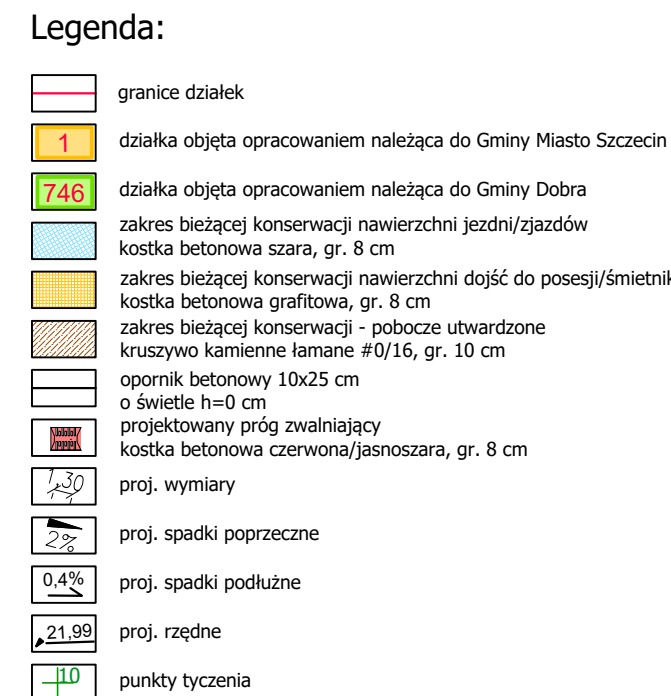 Legenda:
granice działek
1 działka objęta opracowaniem należąca do Gminy Miasto Szczecin
746 działka objęta opracowaniem należąca do Gminy Dobra
zakres bieżącej konserwacji nawierzchni jezdni/zjazdów
kostka betonowa szara, gr. 8 cm
zakres bieżącej konserwacji nawierzchni dojść do posesji/śmietnik
kostka betonowa grafitowa, gr. 8 cm
zakres bieżącej konserwacji - pobocze utwardzone
kruszywo kamienne łamane #0/16, gr. 10 cm
opornik betonowy 10x25 cm
o świetle h=0 cm
projektowany próg zwalniający
kostka betonowa czerwona/jasnoszara, gr. 8 cm
1,30 proj. wymiary
2% proj. spadki poprzeczne
0,4% proj. spadki podłużne
21,99 proj. rzędne
10 punkty tyczenia